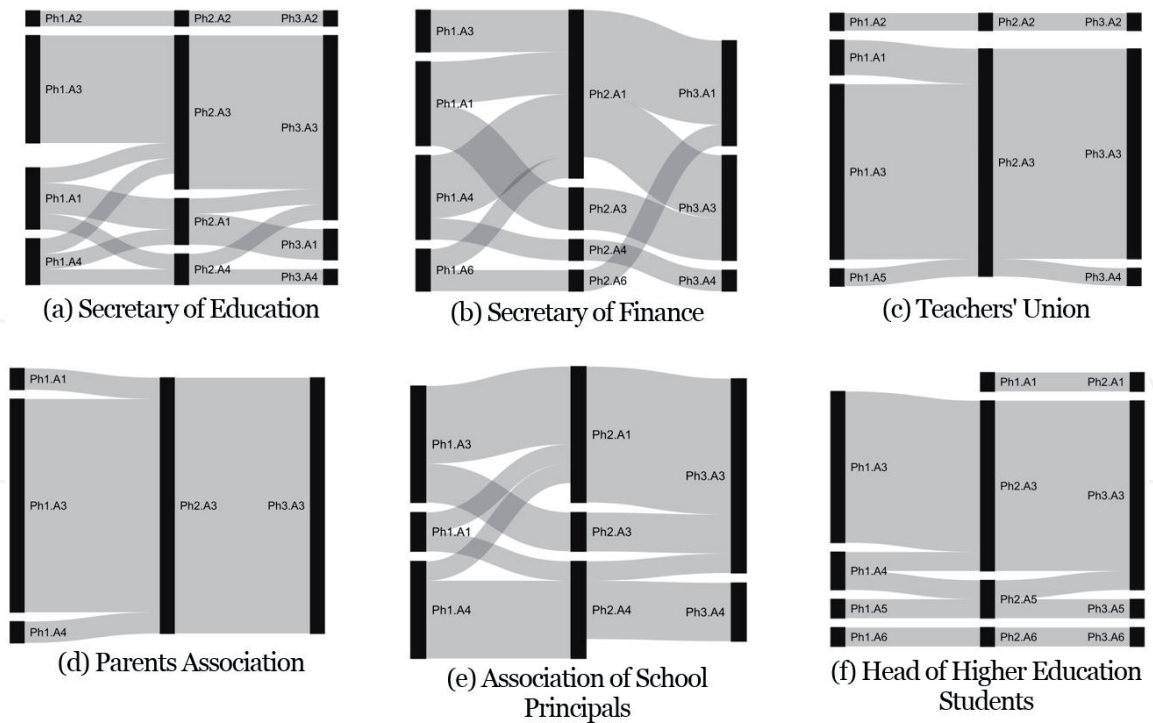 Ph1.A2 Ph2.A2 Ph3.A2
Ph1.A3 Ph2.A3 Ph3.A3
Ph1.A1 Ph2.A1 Ph3.A1
Ph1.A4 Ph2.A4 Ph3.A4
(a) Secretary of Education
Ph1.A3
Ph1.A1 Ph2.A1 Ph3.A1
Ph1.A4 Ph2.A3 Ph3.A3
Ph2.A4
Ph1.A6 Ph2.A6 Ph3.A4
(b) Secretary of Finance
Ph1.A2 Ph2.A2 Ph3.A2
Ph1.A1
Ph1.A3 Ph2.A3 Ph3.A3
Ph1.A5 Ph3.A4
(c) Teachers' Union
Ph1.A1
Ph1.A3 Ph2.A3 Ph3.A3
Ph1.A4
(d) Parents Association
Ph1.A3 Ph2.A1
Ph3.A3
Ph1.A1 Ph2.A3
Ph1.A4 Ph2.A4 Ph3.A4
(e) Association of School
Principals
Ph1.A1 Ph2.A1
Ph1.A3 Ph2.A3 Ph3.A3
Ph1.A4
Ph1.A5 Ph2.A5 Ph3.A5
Ph1.A6 Ph2.A6 Ph3.A6
(f) Head of Higher Education
Students